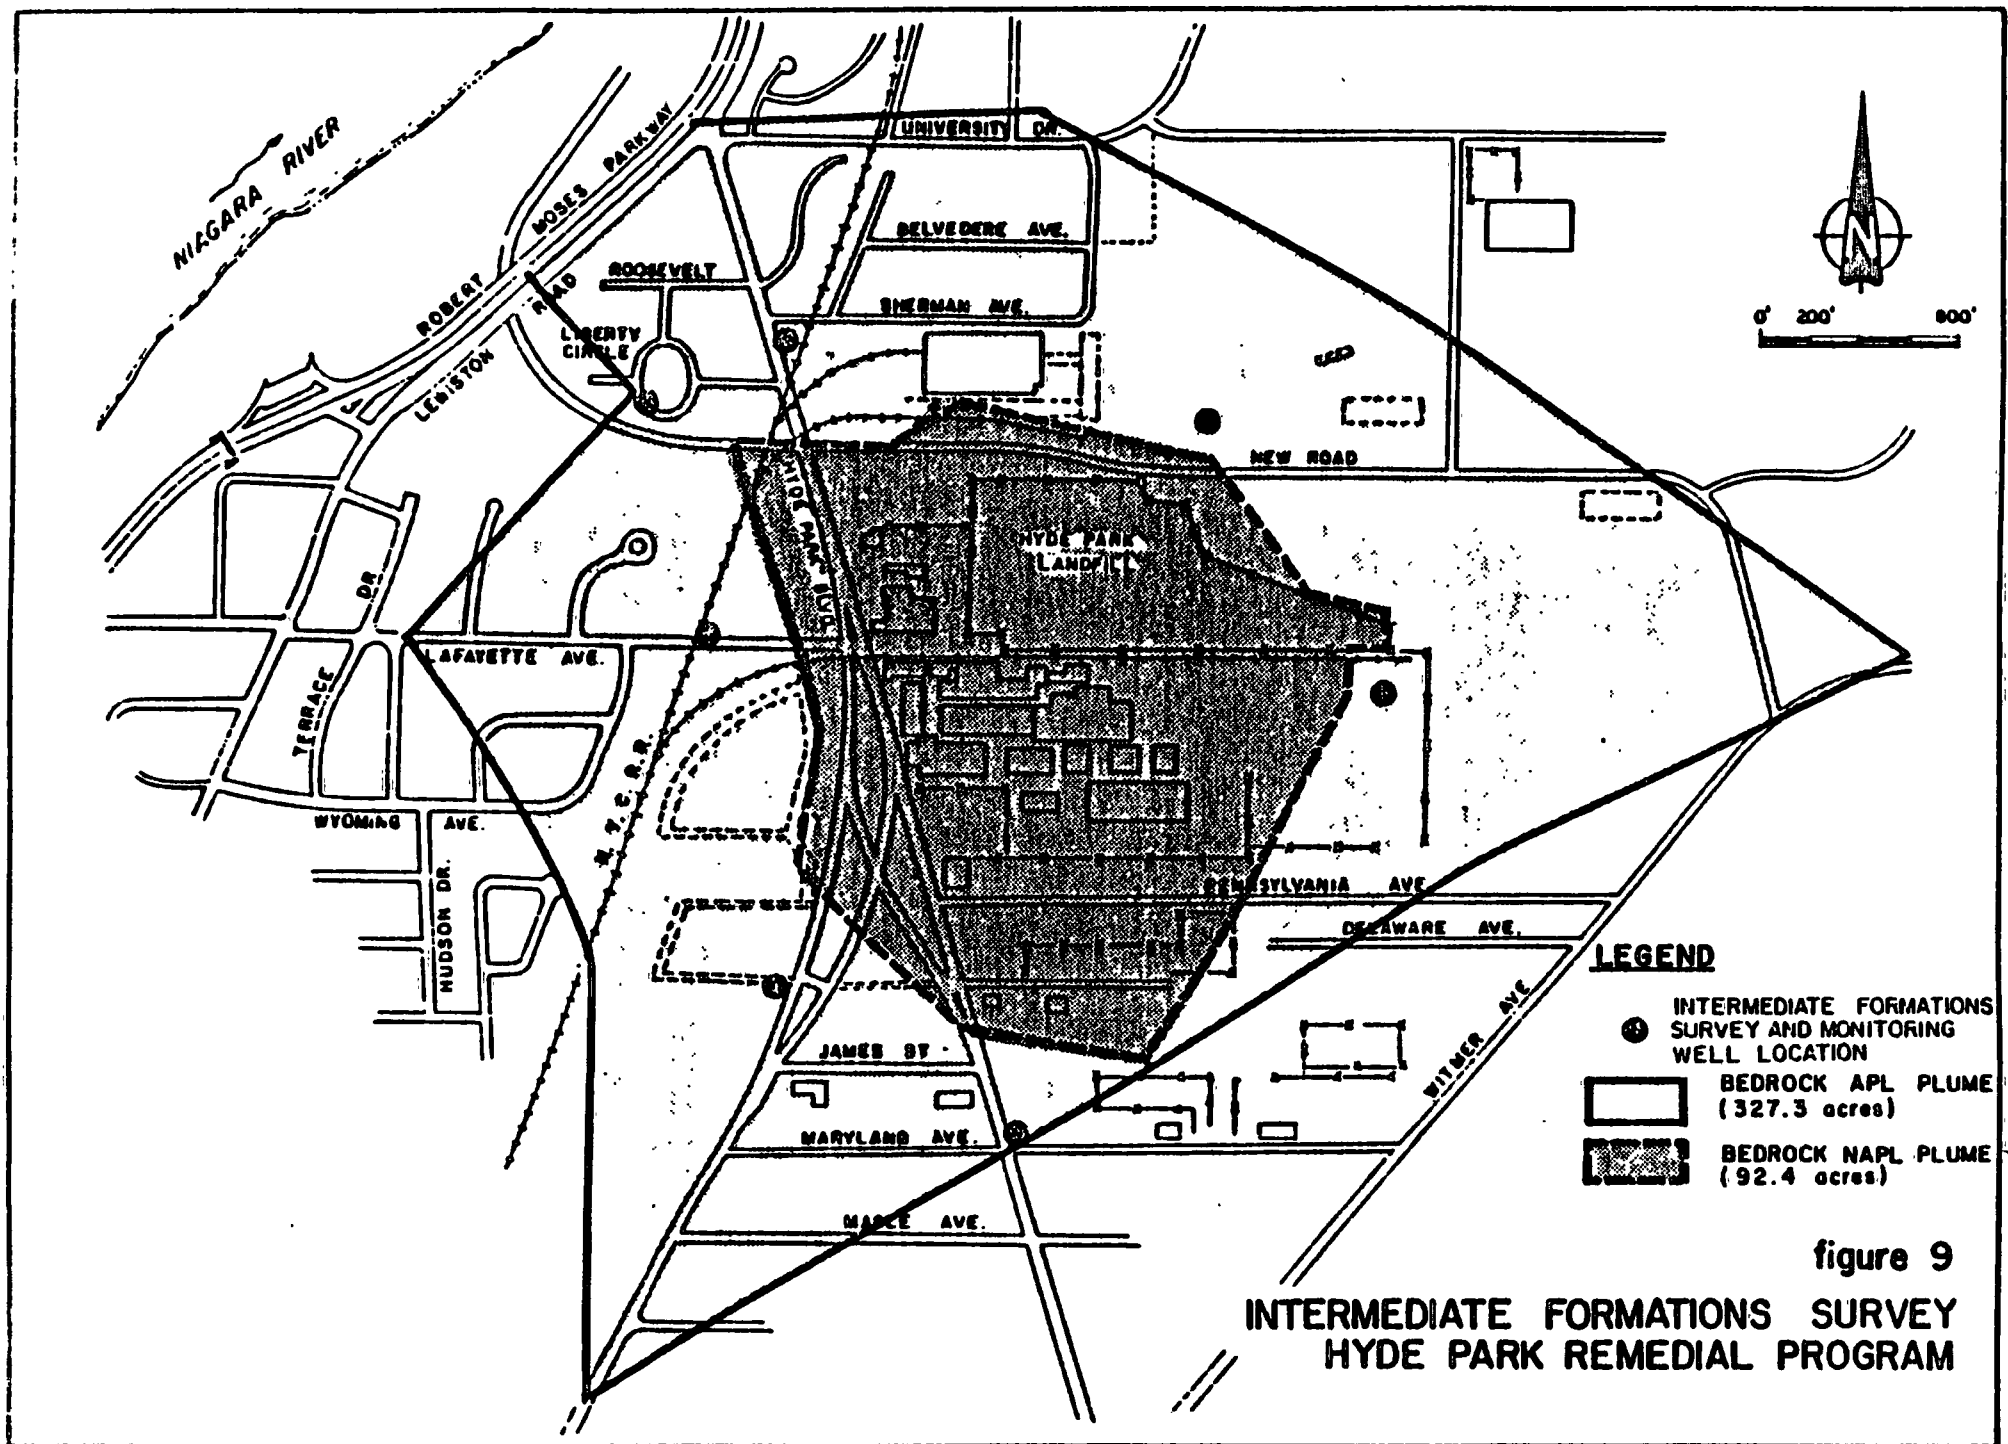 NIAGARA RIVER
ROBERT MOSES PARKWAY
LEWISTON ROAD
UNIVERSITY DR.
BELVEDERE AVE.
ROOSEVELT
SHERMAN AVE.
LIBERTY
CIRCLE
N
0' 200' 800'
NEW ROAD
HYDE PARK BLVD.
HYDE PARK
LANDFILL
TERRACE DR
LAFAYETTE AVE.
N.Y.C.R.R.
WYOMING AVE.
HUDSON DR.
PENNSYLVANIA AVE
DELAWARE AVE.
WITMER AVE
JAMES ST
MARYLAND AVE.
MAPLE AVE.
LEGEND
INTERMEDIATE FORMATIONS
SURVEY AND MONITORING
WELL LOCATION
BEDROCK APL PLUME
(327.3 acres)
BEDROCK NAPL PLUME
(92.4 acres)
figure 9
INTERMEDIATE FORMATIONS SURVEY
HYDE PARK REMEDIAL PROGRAM